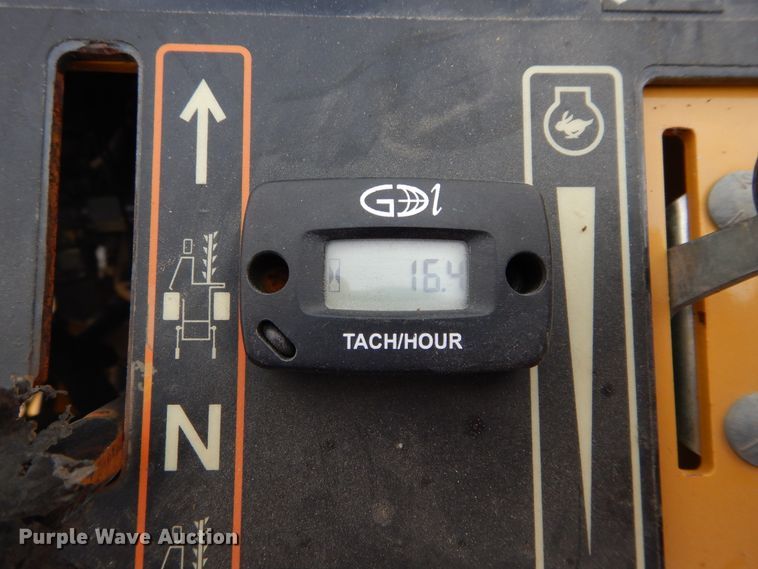 GDI
16.4
TACH/HOUR
N
Purple Wave Auction